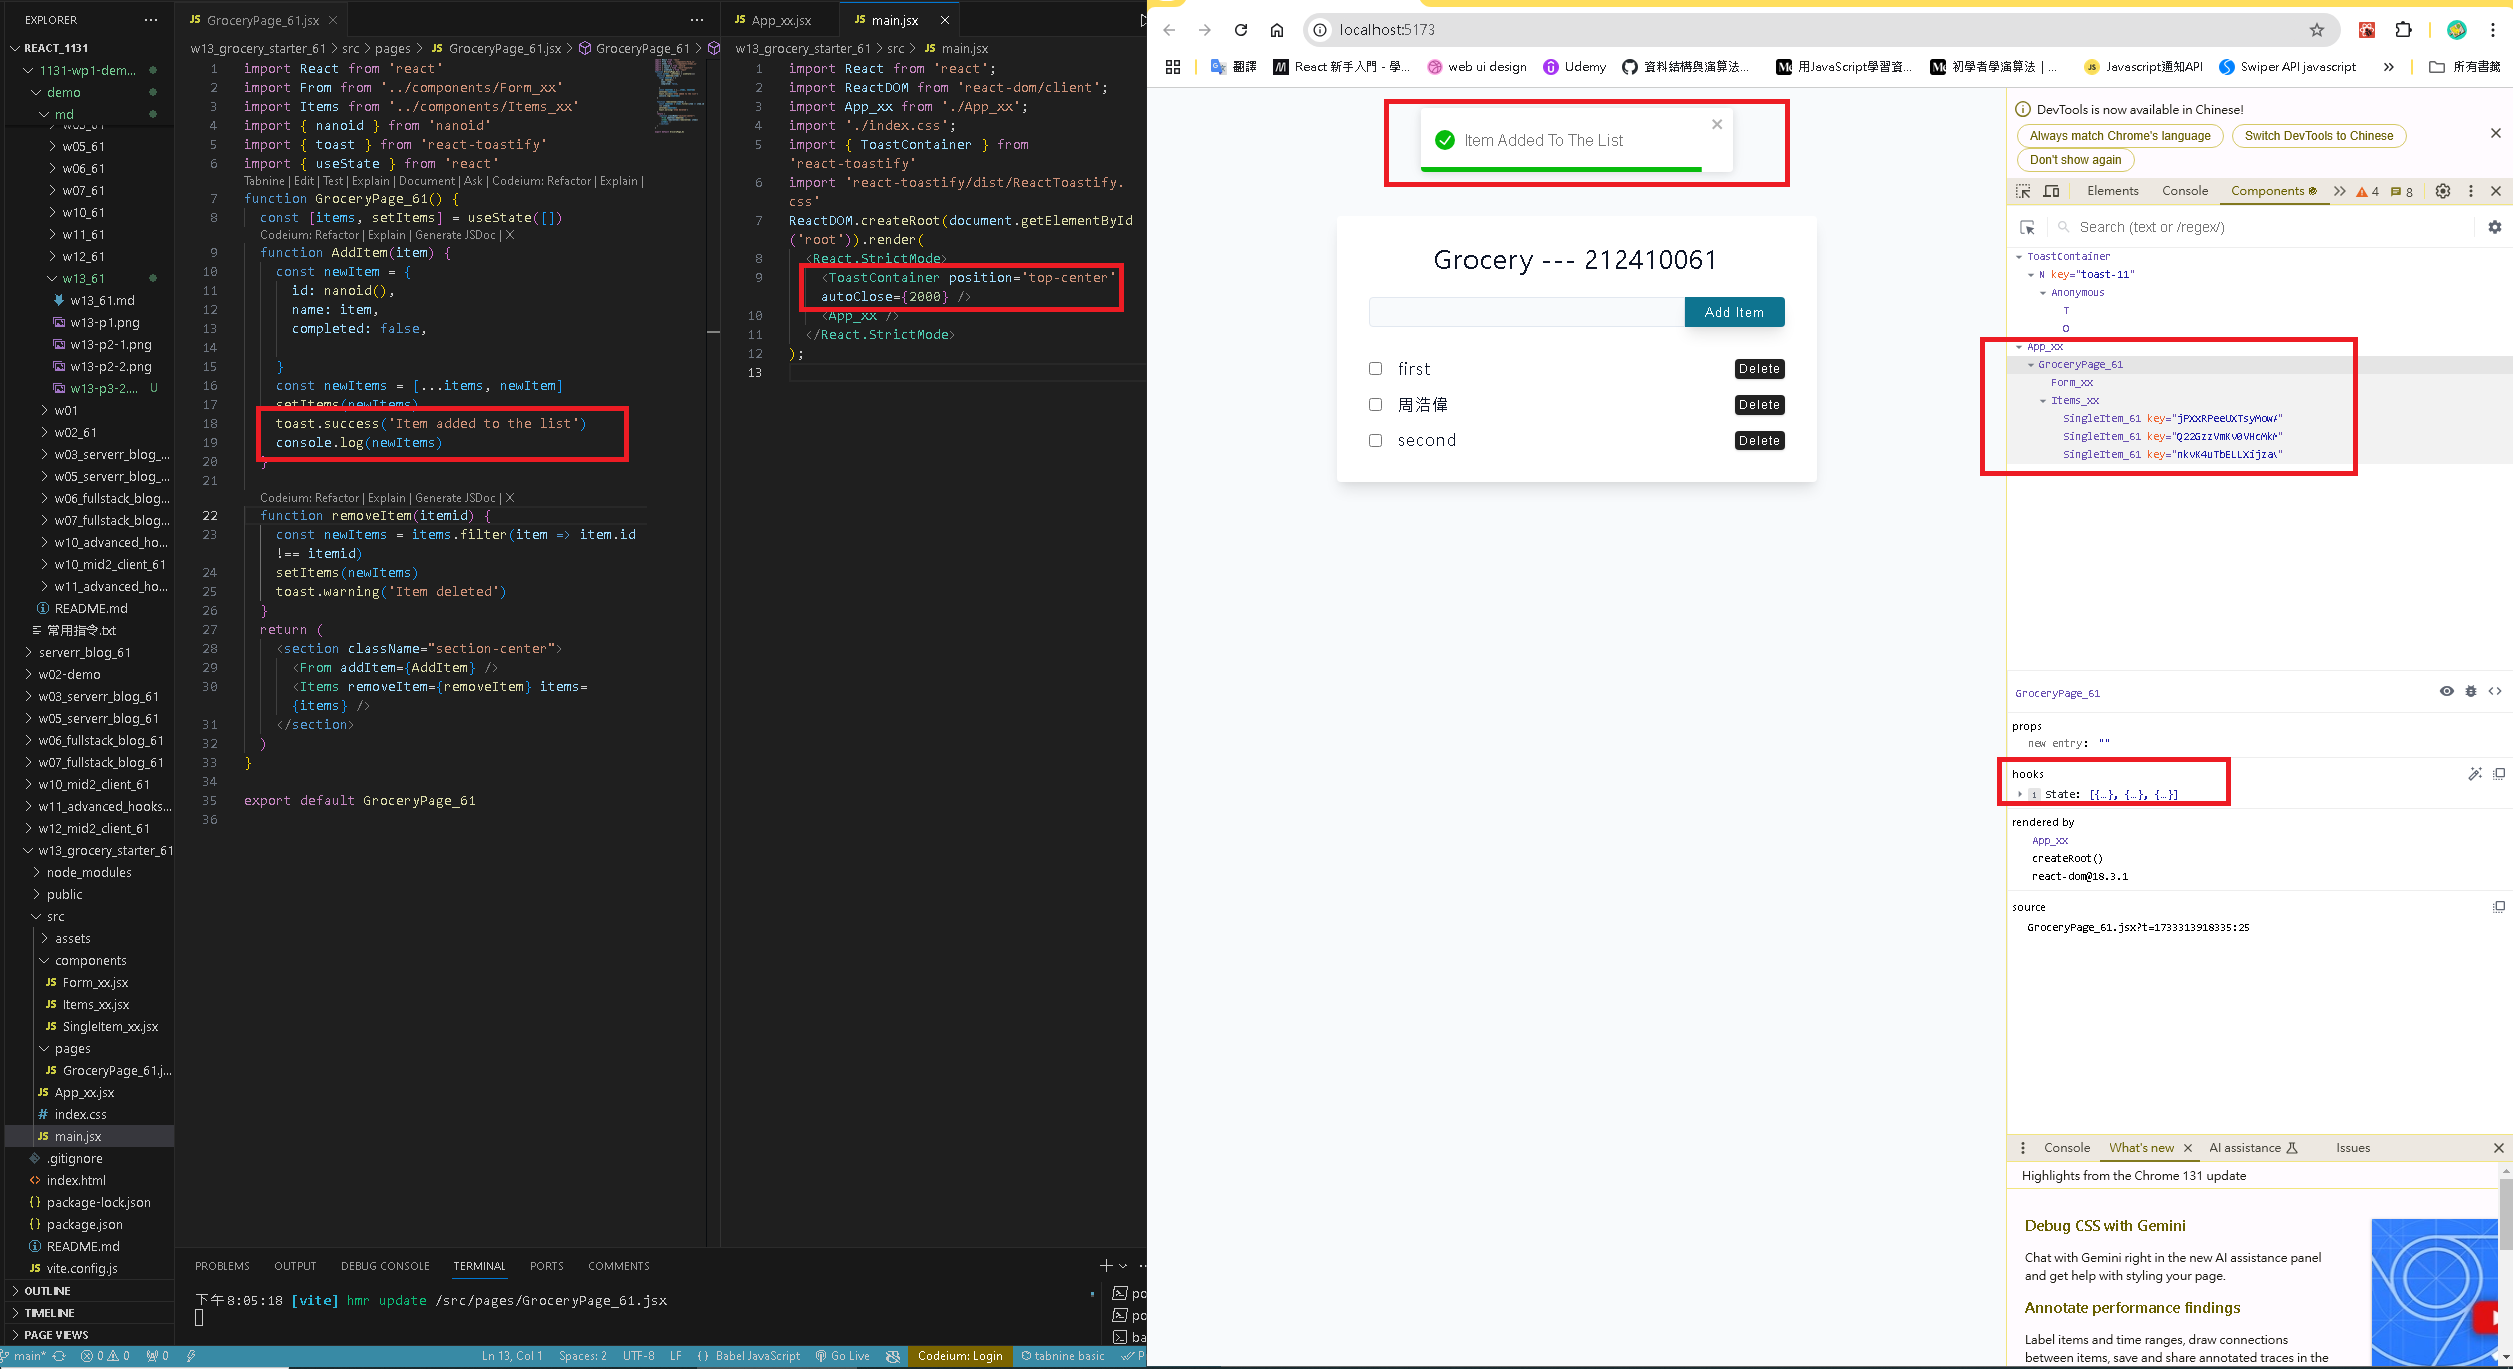 EXPLORER
REACT_1131
1131-wp1-dem...
demo
md
w05_61
w06_61
w07_61
w10_61
w11_61
w12_61
w13_61
w13_61.md
w13-p1.png
w13-p2-1.png
w13-p2-2.png
w13-p3-2.... U
w01
w02_61
w03_serverr_blog_...
w05_serverr_blog_...
w06_fullstack_blog...
w07_fullstack_blog...
w10_advanced_ho...
w10_mid2_client_61
w11_advanced_ho...
README.md
常用指令.txt
serverr_blog_61
w02-demo
w03_serverr_blog_61
w05_serverr_blog_61
w06_fullstack_blog_61
w07_fullstack_blog_61
w10_mid2_client_61
w11_advanced_hooks...
w12_mid2_client_61
w13_grocery_starter_61
node_modules
public
src
assets
components
JS Form_xx.jsx
JS Items_xx.jsx
JS SingleItem_xx.jsx
pages
JS GroceryPage_61.j...
JS App_xx.jsx
# index.css
JS main.jsx
.gitignore
index.html
package-lock.json
package.json
README.md
JS vite.config.js
OUTLINE
TIMELINE
PAGE VIEWS
JS GroceryPage_61.jsx
w13_grocery_starter_61 > src > pages > JS GroceryPage_61.jsx > GroceryPage_61 >
1 import React from 'react'
2 import From from '../components/Form_xx'
3 import Items from '../components/Items_xx'
4 import { nanoid } from 'nanoid'
5 import { toast } from 'react-toastify'
6 import { useState } from 'react'
Tabnine | Edit | Test | Explain | Document | Ask | Codeium: Refactor | Explain |
7 function GroceryPage_61() {
8 const [items, setItems] = useState([])
Codeium: Refactor | Explain | Generate JSDoc | X
9 function AddItem(item) {
10 const newItem = {
11 id: nanoid(),
12 name: item,
13 completed: false,
14
15 }
16 const newItems = [...items, newItem]
17 setItems(newItems)
18 toast.success('Item added to the list')
19 console.log(newItems)
20 }
21
Codeium: Refactor | Explain | Generate JSDoc | X
22 function removeItem(itemid) {
23 const newItems = items.filter(item => item.id
!== itemid)
24 setItems(newItems)
25 toast.warning('Item deleted')
26 }
27 return (
28 <section className="section-center">
29 <From addItem={AddItem} />
30 <Items removeItem={removeItem} items=
{items} />
31 </section>
32 )
33 }
34
35 export default GroceryPage_61
36
JS App_xx.jsx
JS main.jsx
w13_grocery_starter_61 > src > JS main.jsx
1 import React from 'react';
2 import ReactDOM from 'react-dom/client';
3 import App_xx from './App_xx';
4 import './index.css';
5 import { ToastContainer } from
'react-toastify'
6 import 'react-toastify/dist/ReactToastify.
css'
7 ReactDOM.createRoot(document.getElementById
('root')).render(
8 <React.StrictMode>
9 <ToastContainer position='top-center'
autoClose={2000} />
10 <App_xx />
11 </React.StrictMode>
12 );
13
PROBLEMS OUTPUT DEBUG CONSOLE TERMINAL PORTS COMMENTS
下午8:05:18 [vite] hmr update /src/pages/GroceryPage_61.jsx
po
po
ba
main* 0 0 0 Ln 13, Col 1 Spaces: 2 UTF-8 LF {} Babel JavaScript Go Live Codeium: Login tabnine basic P
localhost:5173
翻譯 React 新手入門 - 學... web ui design Udemy 資料結構與演算法... 用JavaScript學習資... 初學者學演算法 | ... Javascript通知API Swiper API javascript 所有書籤
Item Added To The List
Grocery --- 212410061
Add Item
first Delete
周浩偉 Delete
second Delete
DevTools is now available in Chinese!
Always match Chrome's language Switch DevTools to Chinese
Don't show again
Elements Console Components 4 8
Search (text or /regex/)
ToastContainer
N key="toast-11"
Anonymous
T
O
App_xx
GroceryPage_61
Form_xx
Items_xx
SingleItem_61
SingleItem_61
SingleItem_61
GroceryPage_61
props
new entry: ""
hooks
1 State: [{…}, {…}, {…}]
rendered by
App_xx
createRoot()
react-dom@18.3.1
source
GroceryPage_61.jsx?t=1733313918335:25
Console What's new AI assistance Issues
Highlights from the Chrome 131 update
Debug CSS with Gemini
Chat with Gemini right in the new AI assistance panel
and get help with styling your page.
Annotate performance findings
Label items and time ranges, draw connections
between items, save and share annotated traces in the